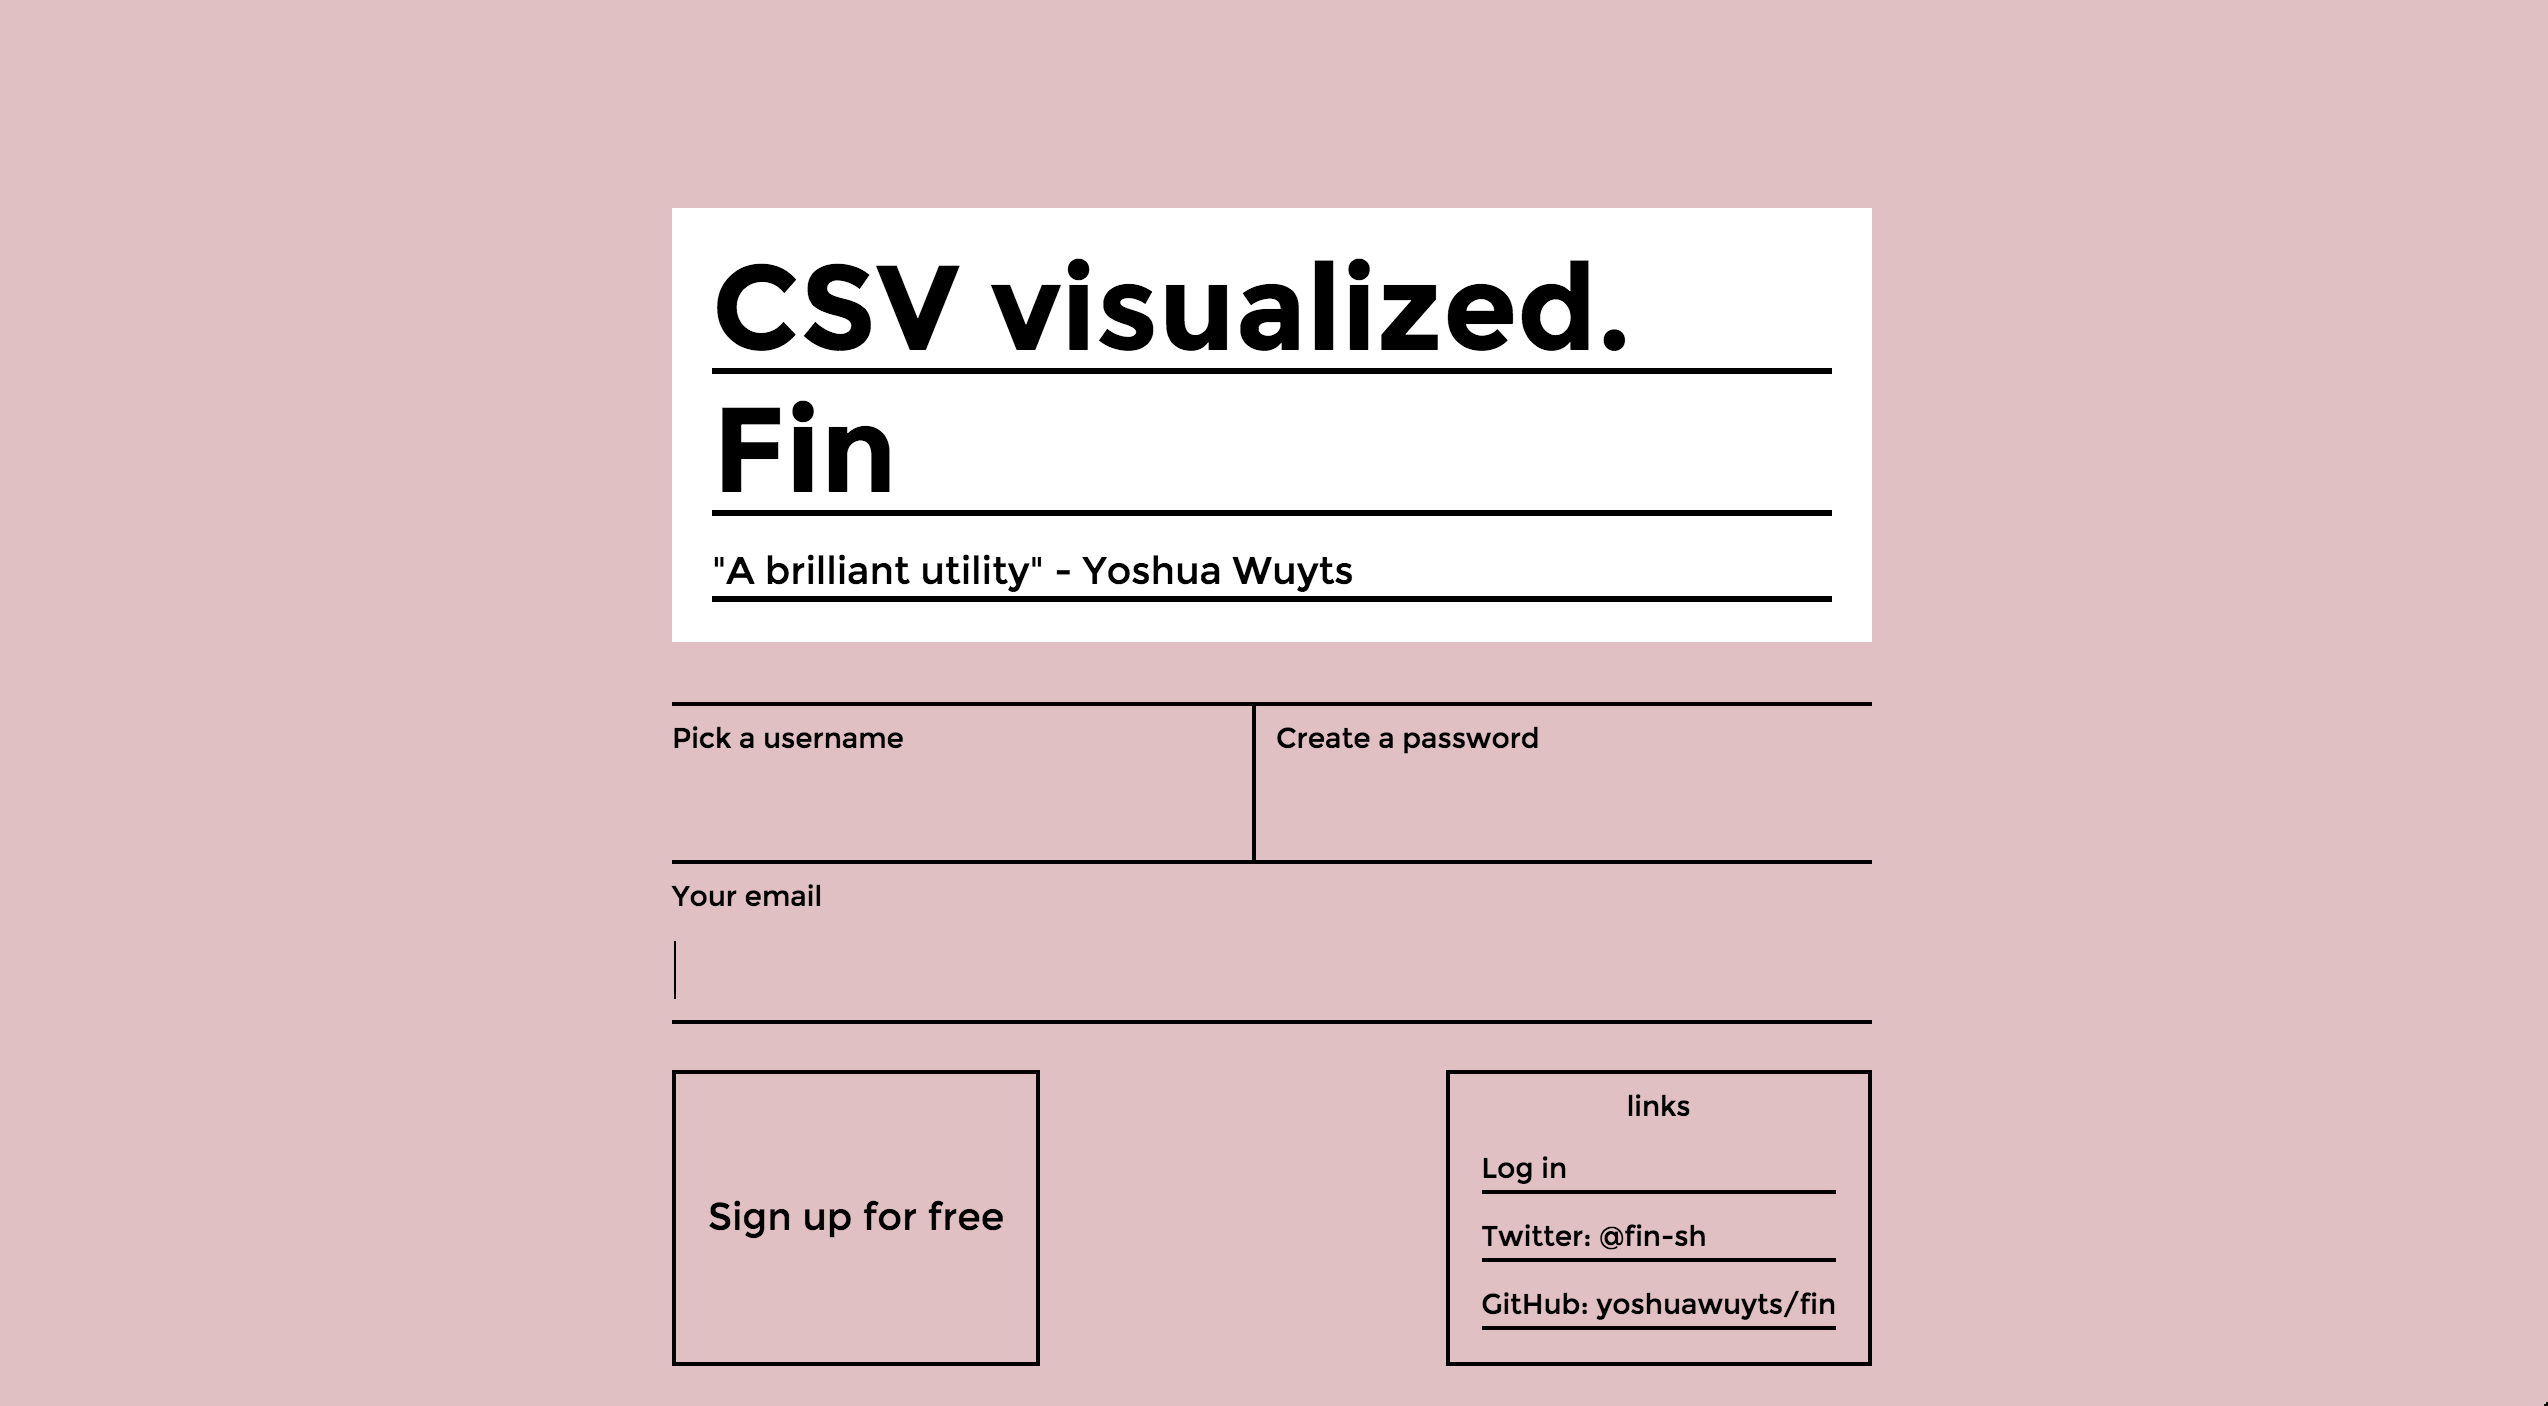 CSV visualized.
Fin
"A brilliant utility" - Yoshua Wuyts
Pick a username
Create a password
Your email
Sign up for free
links
Log in
Twitter: @fin-sh
GitHub: yoshuawuyts/fin